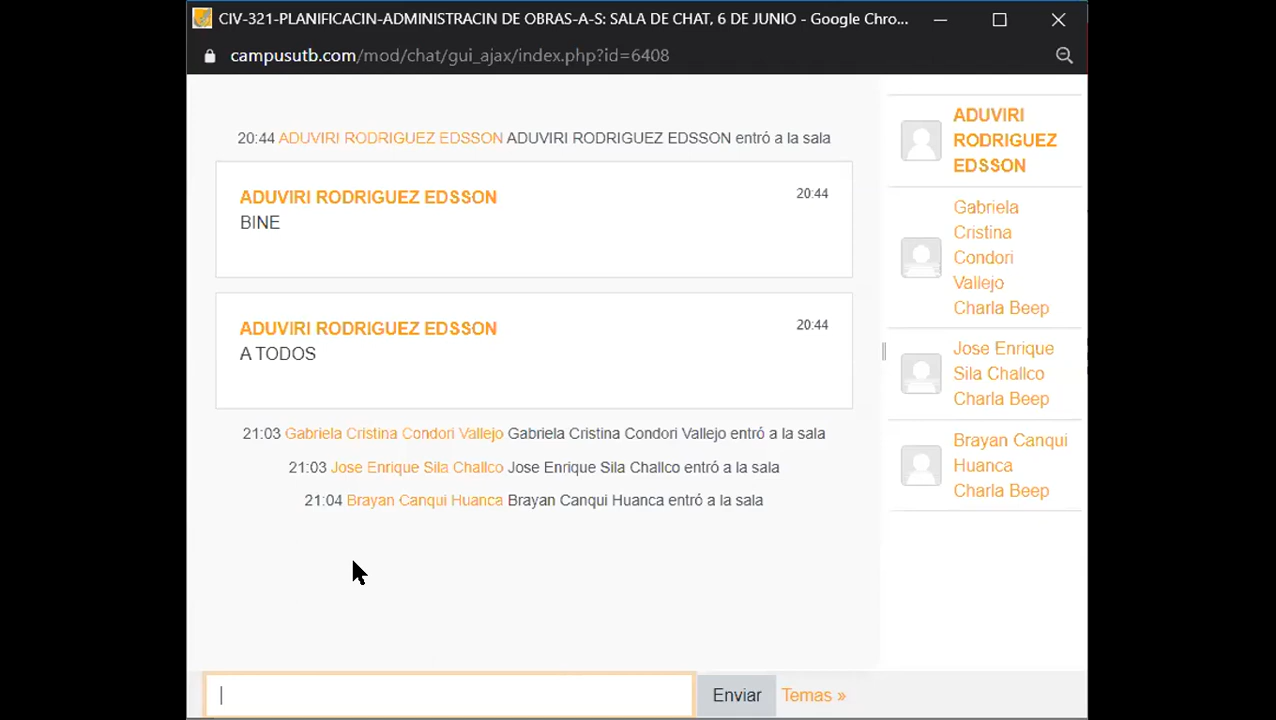 CIV-321-PLANIFICACIN-ADMINISTRACIN DE OBRAS-A-S: SALA DE CHAT, 6 DE JUNIO - Google Chro...
campusutb.com/mod/chat/gui_ajax/index.php?id=6408
20:44 ADUVIRI RODRIGUEZ EDSSON ADUVIRI RODRIGUEZ EDSSON entró a la sala
ADUVIRI RODRIGUEZ EDSSON 20:44
BINE
ADUVIRI RODRIGUEZ EDSSON 20:44
A TODOS
21:03 Gabriela Cristina Condori Vallejo Gabriela Cristina Condori Vallejo entró a la sala
21:03 Jose Enrique Sila Challco Jose Enrique Sila Challco entró a la sala
21:04 Brayan Canqui Huanca Brayan Canqui Huanca entró a la sala
ADUVIRI
RODRIGUEZ
EDSSON
Gabriela
Cristina
Condori
Vallejo
Charla Beep
Jose Enrique
Sila Challco
Charla Beep
Brayan Canqui
Huanca
Charla Beep
Enviar Temas »